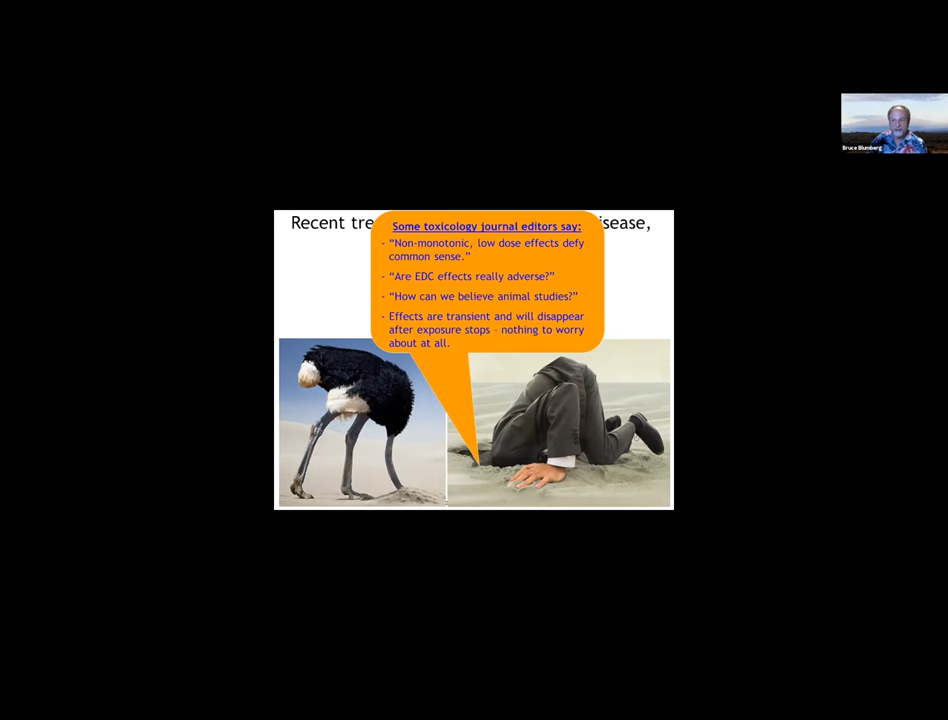 Recent tre isease,
Some toxicology journal editors say:
- “Non-monotonic, low dose effects defy
common sense.”
- “Are EDC effects really adverse?”
- “How can we believe animal studies?”
- Effects are transient and will disappear
after exposure stops – nothing to worry
about at all.
Bruce Blumberg